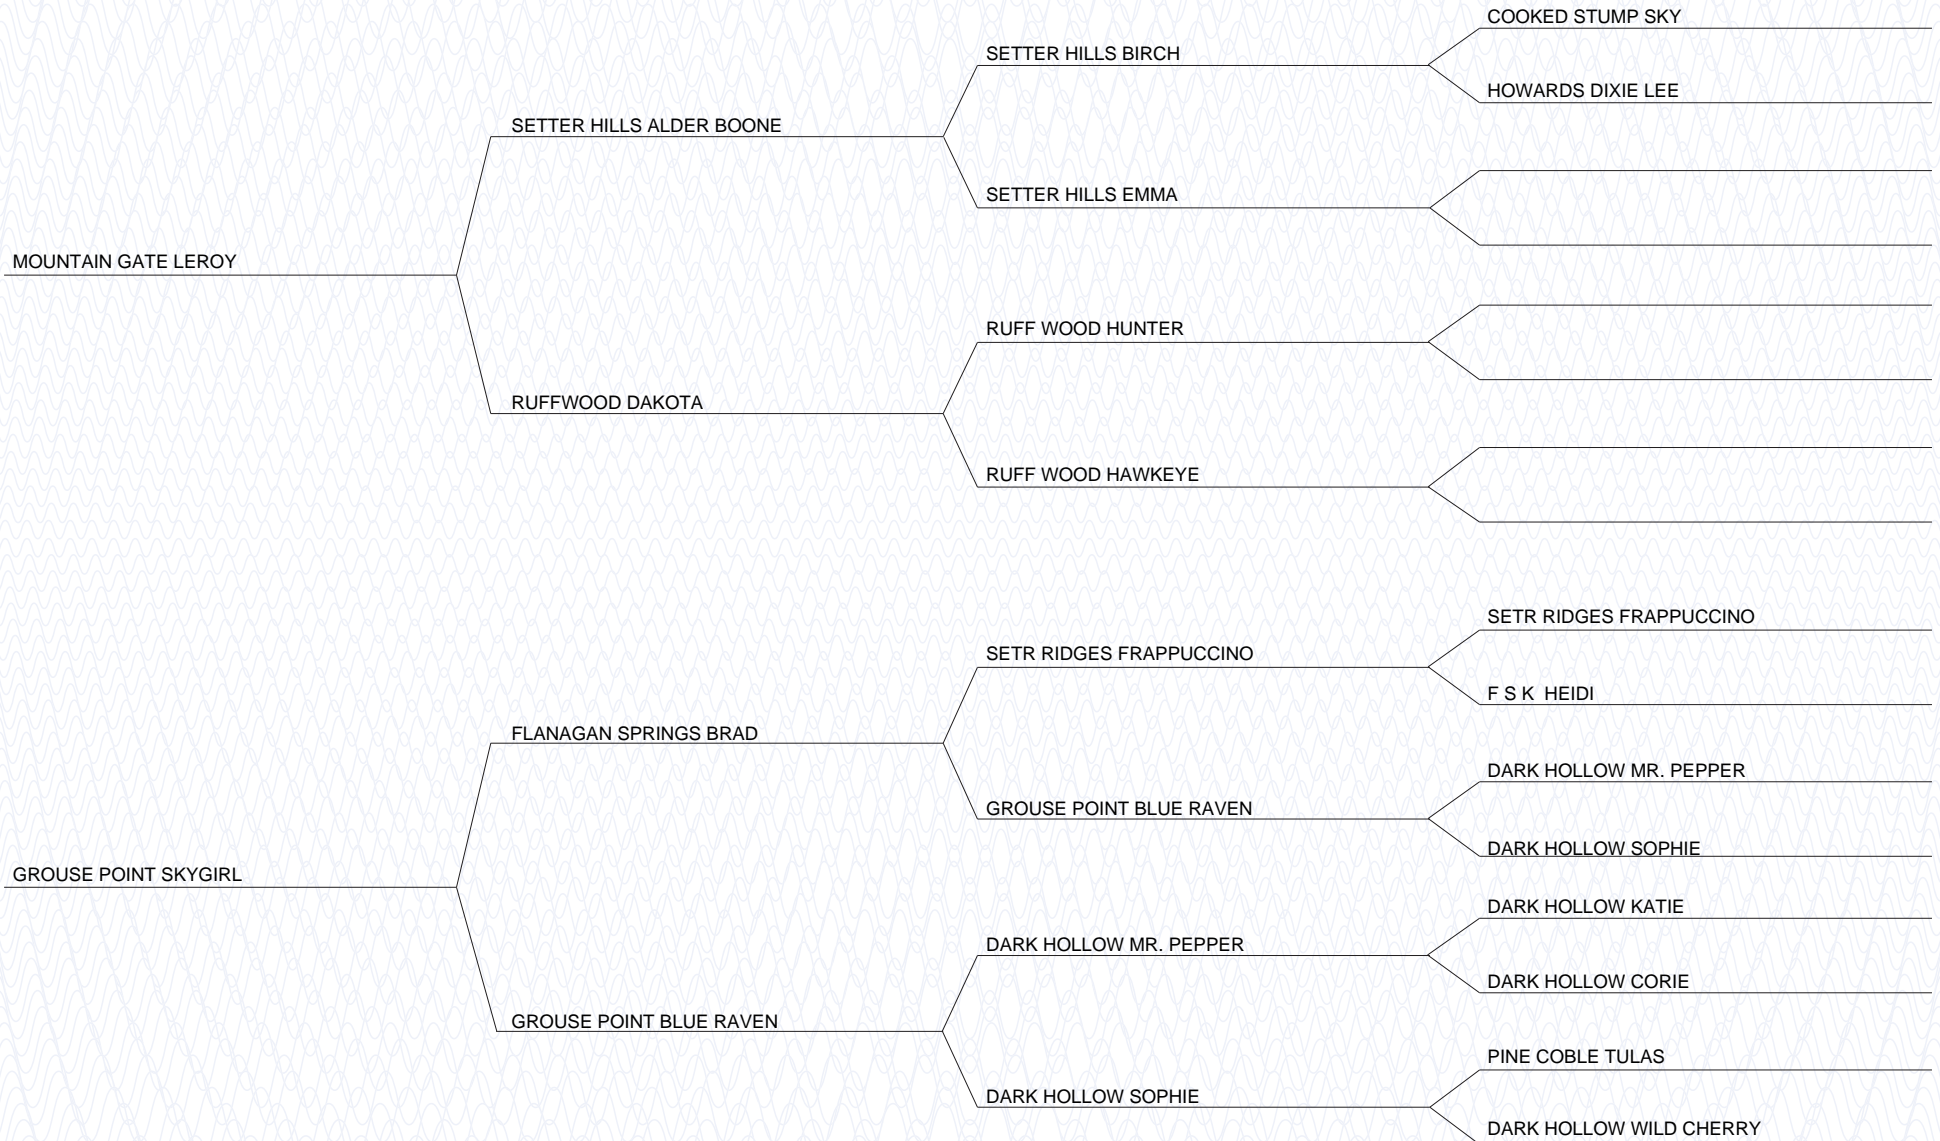 COOKED STUMP SKY
SETTER HILLS BIRCH
HOWARDS DIXIE LEE
SETTER HILLS ALDER BOONE
SETTER HILLS EMMA
MOUNTAIN GATE LEROY
RUFF WOOD HUNTER
RUFFWOOD DAKOTA
RUFF WOOD HAWKEYE
SETR RIDGES FRAPPUCCINO
SETR RIDGES FRAPPUCCINO
F S K  HEIDI
FLANAGAN SPRINGS BRAD
DARK HOLLOW MR. PEPPER
GROUSE POINT BLUE RAVEN
DARK HOLLOW SOPHIE
GROUSE POINT SKYGIRL
DARK HOLLOW KATIE
DARK HOLLOW MR. PEPPER
DARK HOLLOW CORIE
GROUSE POINT BLUE RAVEN
PINE COBLE TULAS
DARK HOLLOW SOPHIE
DARK HOLLOW WILD CHERRY